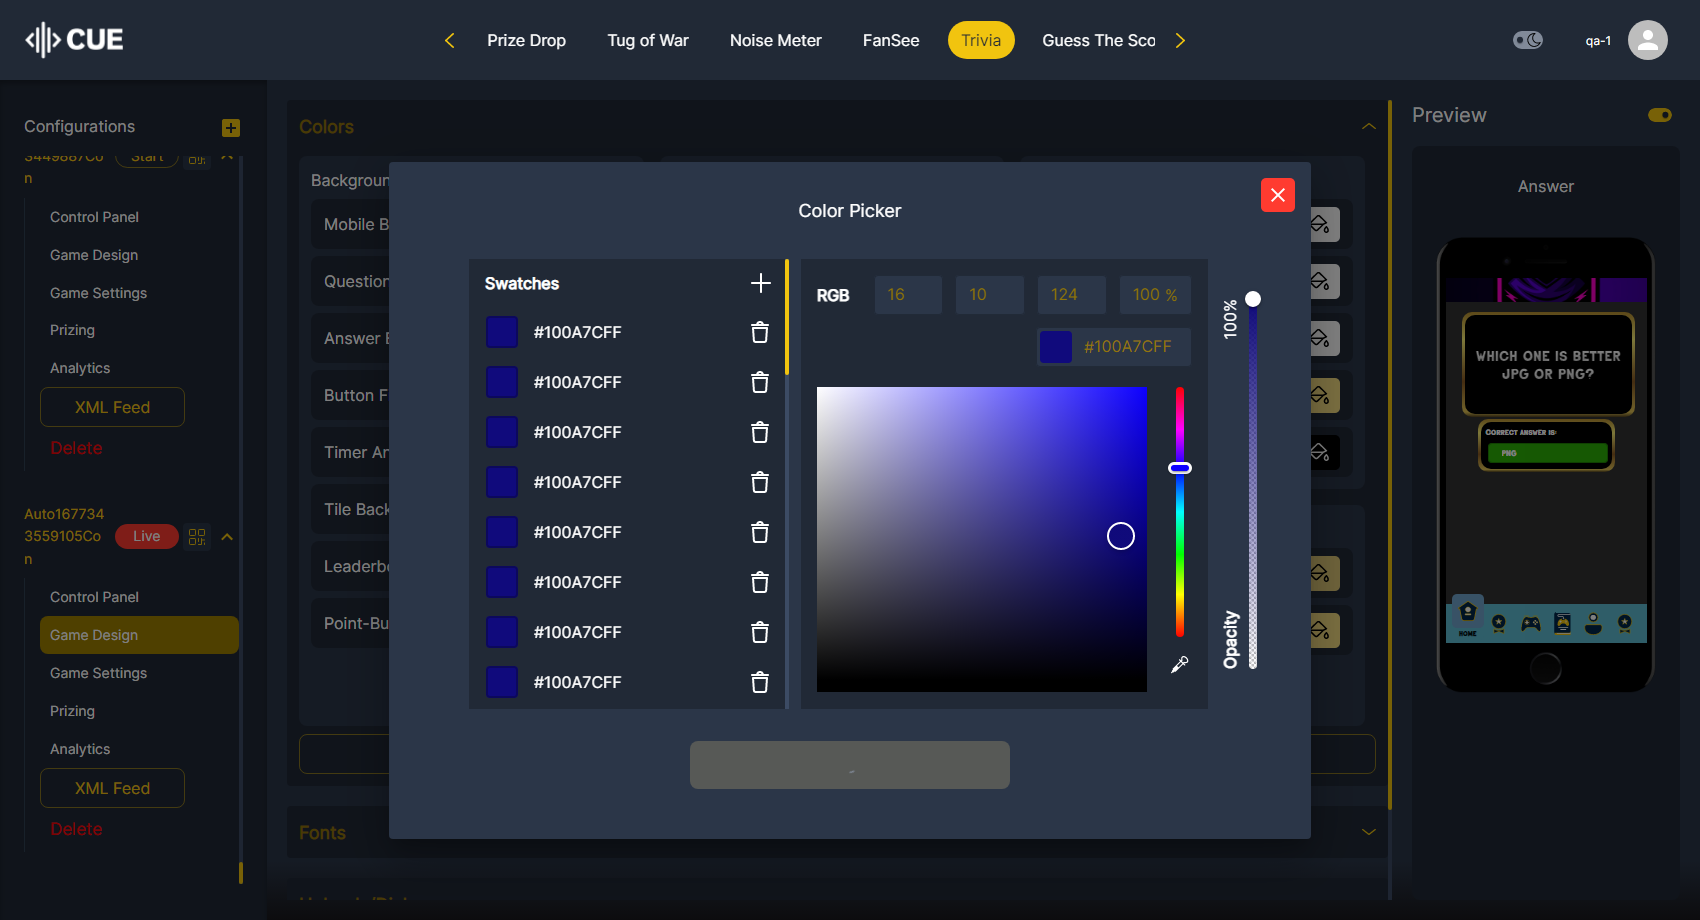 CUE
Prize Drop
Tug of War
Noise Meter
FanSee
Trivia
Guess The Sco
qa-1
Configurations
3449887Co
n
Start
Control Panel
Game Design
Game Settings
Prizing
Analytics
XML Feed
Delete
Auto167734
3559105Co
n
Live
Control Panel
Game Design
Game Settings
Prizing
Analytics
XML Feed
Delete
Colors
Backgroun
Mobile B
Question
Answer B
Button F
Timer An
Tile Back
Leaderbo
Point-Bu
Fonts
Color Picker
Swatches
#100A7CFF
#100A7CFF
#100A7CFF
#100A7CFF
#100A7CFF
#100A7CFF
#100A7CFF
#100A7CFF
RGB
16
10
124
100 %
#100A7CFF
100%
Opacity
Preview
Answer
WHICH ONE IS BETTER
JPG OR PNG?
CORRECT ANSWER IS:
PNG
HOME